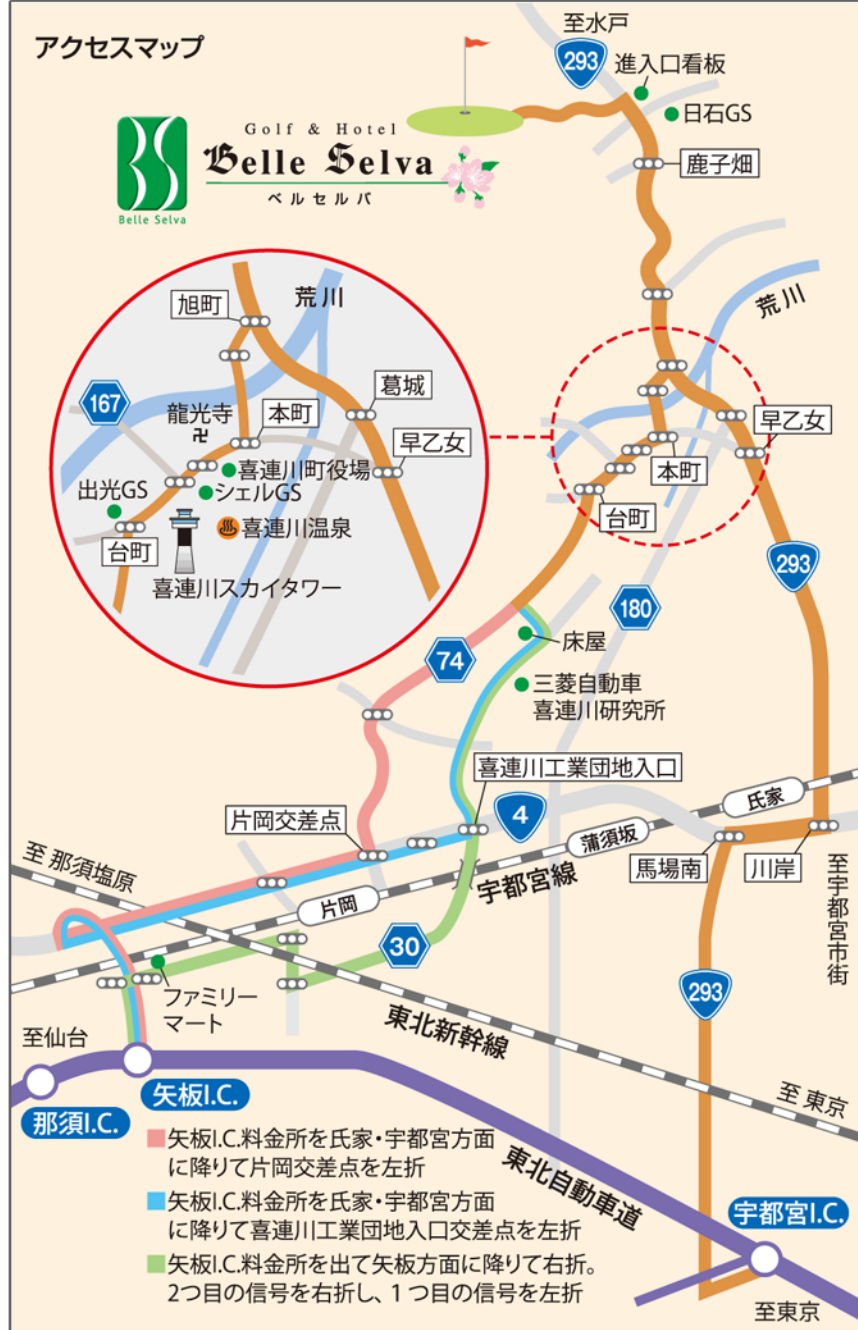 アクセスマップ
至水戸
293
進入口看板
日石GS
鹿子畑
Golf & Hotel
Belle Selva
ベルセルバ
Belle Selva
荒川
旭町
荒川
167
葛城
龍光寺
本町
早乙女
早乙女
本町
喜連川町役場
シェルGS
出光GS
台町
喜連川温泉
台町
喜連川スカイタワー
293
180
床屋
74
三菱自動車
喜連川研究所
喜連川工業団地入口
4
氏家
片岡交差点
蒲須坂
馬場南
川岸
至 那須塩原
宇都宮線
片岡
至宇都宮市街
30
293
ファミリー
マート
東北新幹線
至仙台
至 東京
矢板I.C.
那須I.C.
東北自動車道
矢板I.C.料金所を氏家・宇都宮方面
に降りて片岡交差点を左折
矢板I.C.料金所を氏家・宇都宮方面
に降りて喜連川工業団地入口交差点を左折
宇都宮I.C.
矢板I.C.料金所を出て矢板方面に降りて右折。
2つ目の信号を右折し、1つ目の信号を左折
至東京